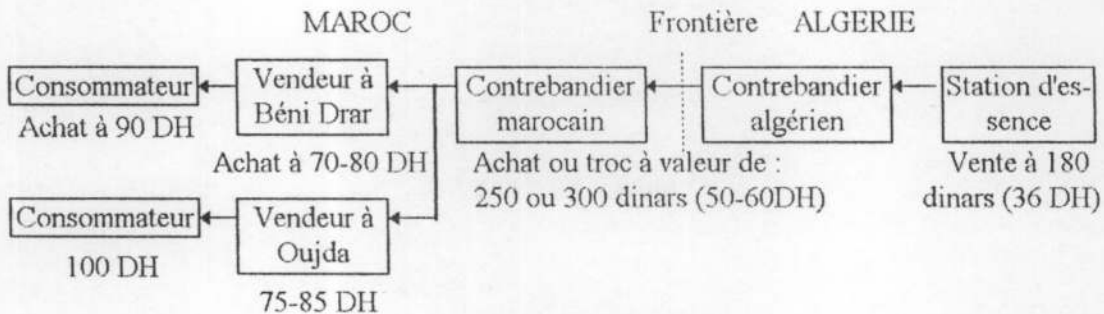 MAROC
Frontière
ALGERIE
Consommateur
Achat à 90 DH
Vendeur à
Béni Drar
Achat à 70-80 DH
Contrebandier
marocain
Achat ou troc à valeur de :
250 ou 300 dinars (50-60DH)
Contrebandier
algérien
Station d'es-
sence
Vente à 180
dinars (36 DH)
Consommateur
100 DH
Vendeur à
Oujda
75-85 DH